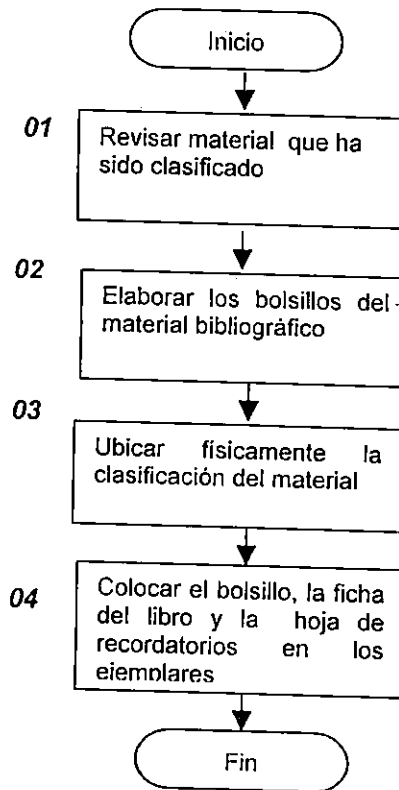 Inicio
01
Revisar material que ha
sido clasificado
02
Elaborar los bolsillos del
material bibliográfico
03
Ubicar físicamente la
clasificación del material
04
Colocar el bolsillo, la ficha
del libro y la hoja de
recordatorios en los
ejemplares
Fin